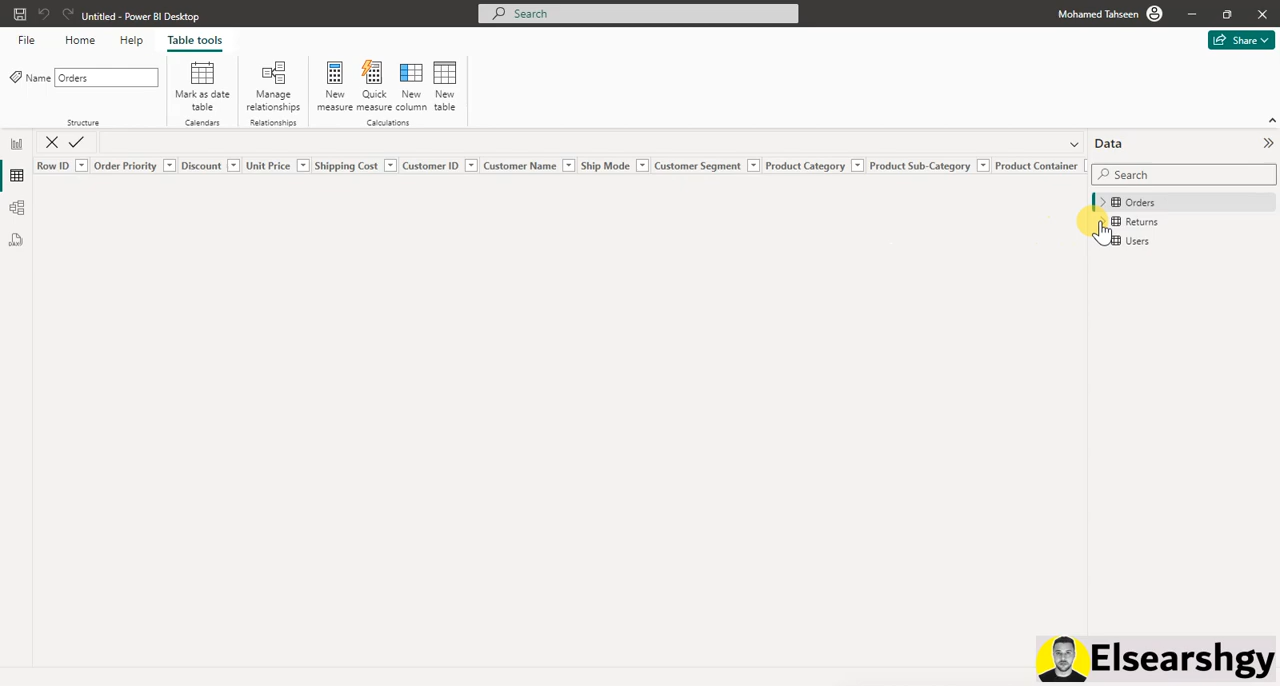 Untitled - Power BI Desktop
Search
Mohamed Tahseen
File Home Help Table tools
Share
Name Orders
Mark as date table
Manage relationships
New measure
Quick measure
New column
New table
Structure
Calendars
Relationships
Calculations
Data
Row ID Order Priority Discount Unit Price Shipping Cost Customer ID Customer Name Ship Mode Customer Segment Product Category Product Sub-Category Product Container
Search
Orders
Returns
Users
DAX
Elsearshgy